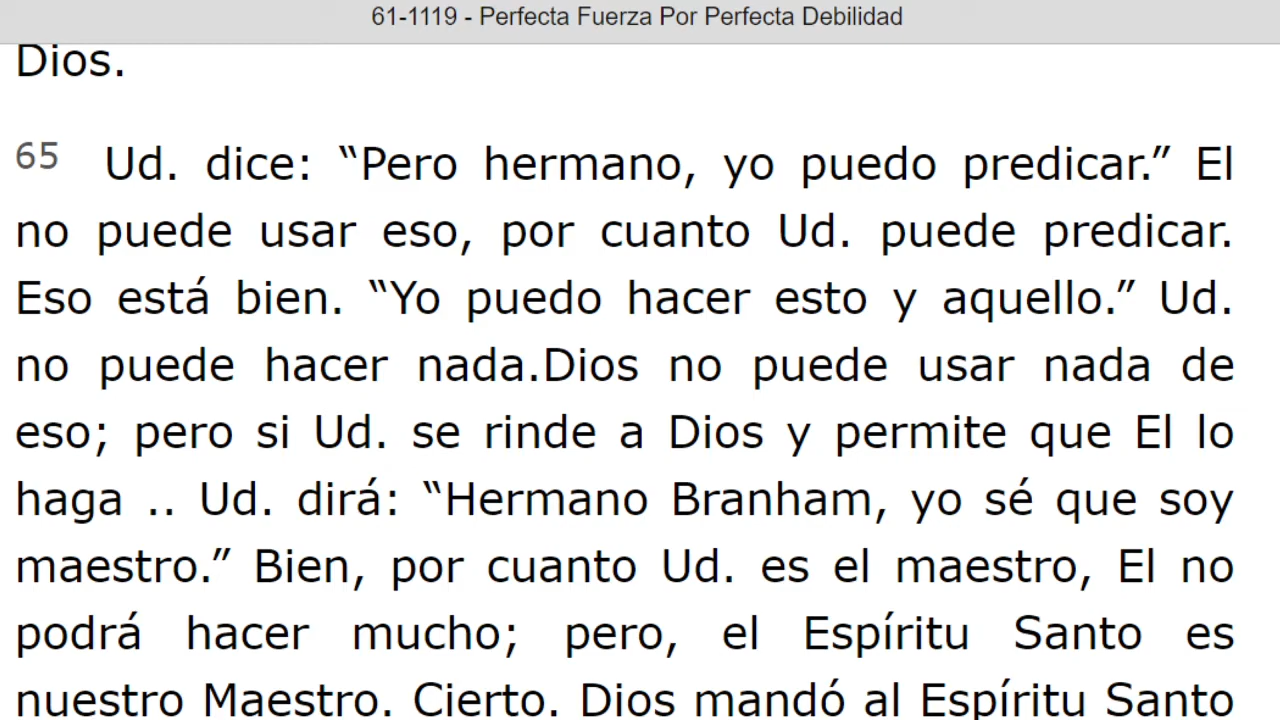 61-1119 - Perfecta Fuerza Por Perfecta Debilidad
Dios.
65 Ud. dice: “Pero hermano, yo puedo predicar.” El
no puede usar eso, por cuanto Ud. puede predicar.
Eso está bien. “Yo puedo hacer esto y aquello.” Ud.
no puede hacer nada.Dios no puede usar nada de
eso; pero si Ud. se rinde a Dios y permite que El lo
haga .. Ud. dirá: “Hermano Branham, yo sé que soy
maestro.” Bien, por cuanto Ud. es el maestro, El no
podrá hacer mucho; pero, el Espíritu Santo es
nuestro Maestro. Cierto. Dios mandó al Espíritu Santo